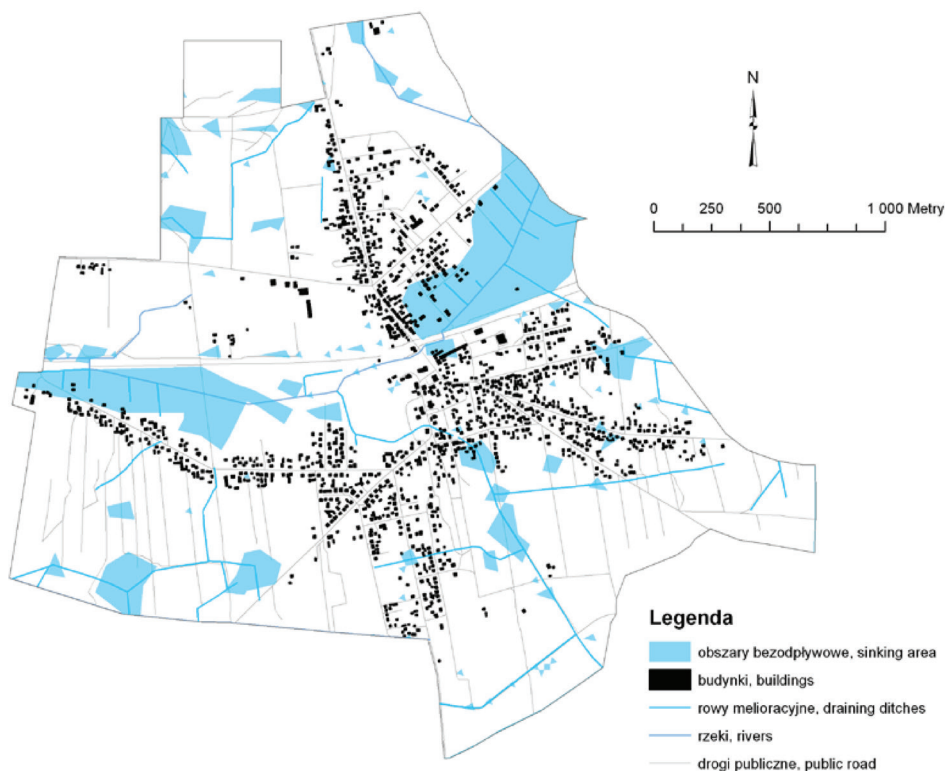 N
0 250 500 1 000 Metry
Legenda
obszary bezodpływowe, sinking area
budynki, buildings
rowy melioracyjne, draining ditches
rzeki, rivers
drogi publiczne, public road